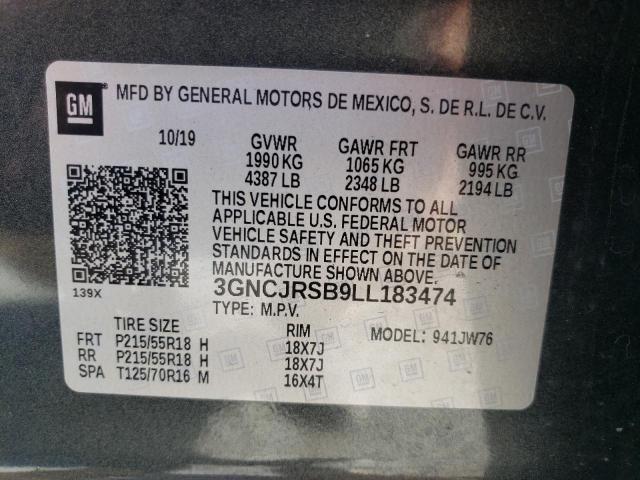 GM
MFD BY GENERAL MOTORS DE MEXICO, S. DE R.L. DE C.V.
10/19 GVWR GAWR FRT GAWR RR
1990 KG 1065 KG 995 KG
4387 LB 2348 LB 2194 LB
THIS VEHICLE CONFORMS TO ALL
APPLICABLE U.S. FEDERAL MOTOR
VEHICLE SAFETY AND THEFT PREVENTION
STANDARDS IN EFFECT ON THE DATE OF
MANUFACTURE SHOWN ABOVE.
139X
3GNCJRSB9LL183474
TYPE: M.P.V.
TIRE SIZE RIM MODEL: 941JW76
FRT P215/55R18 H 18X7J
RR P215/55R18 H 18X7J
SPA T125/70R16 M 16X4T